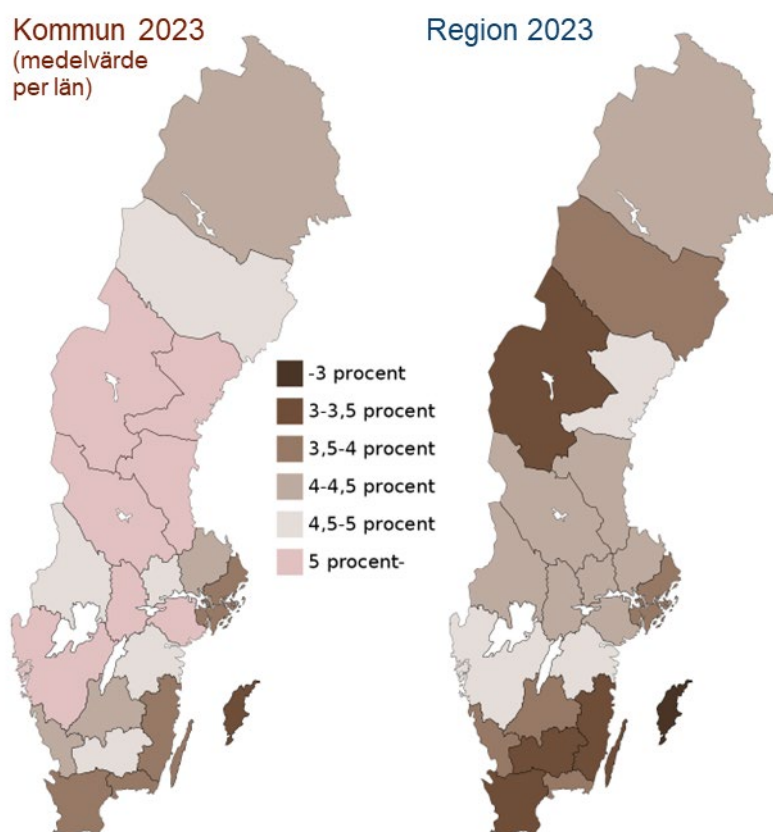 Kommun 2023
(medelvärde
per län)
Region 2023
-3 procent
3-3,5 procent
3,5-4 procent
4-4,5 procent
4,5-5 procent
5 procent-